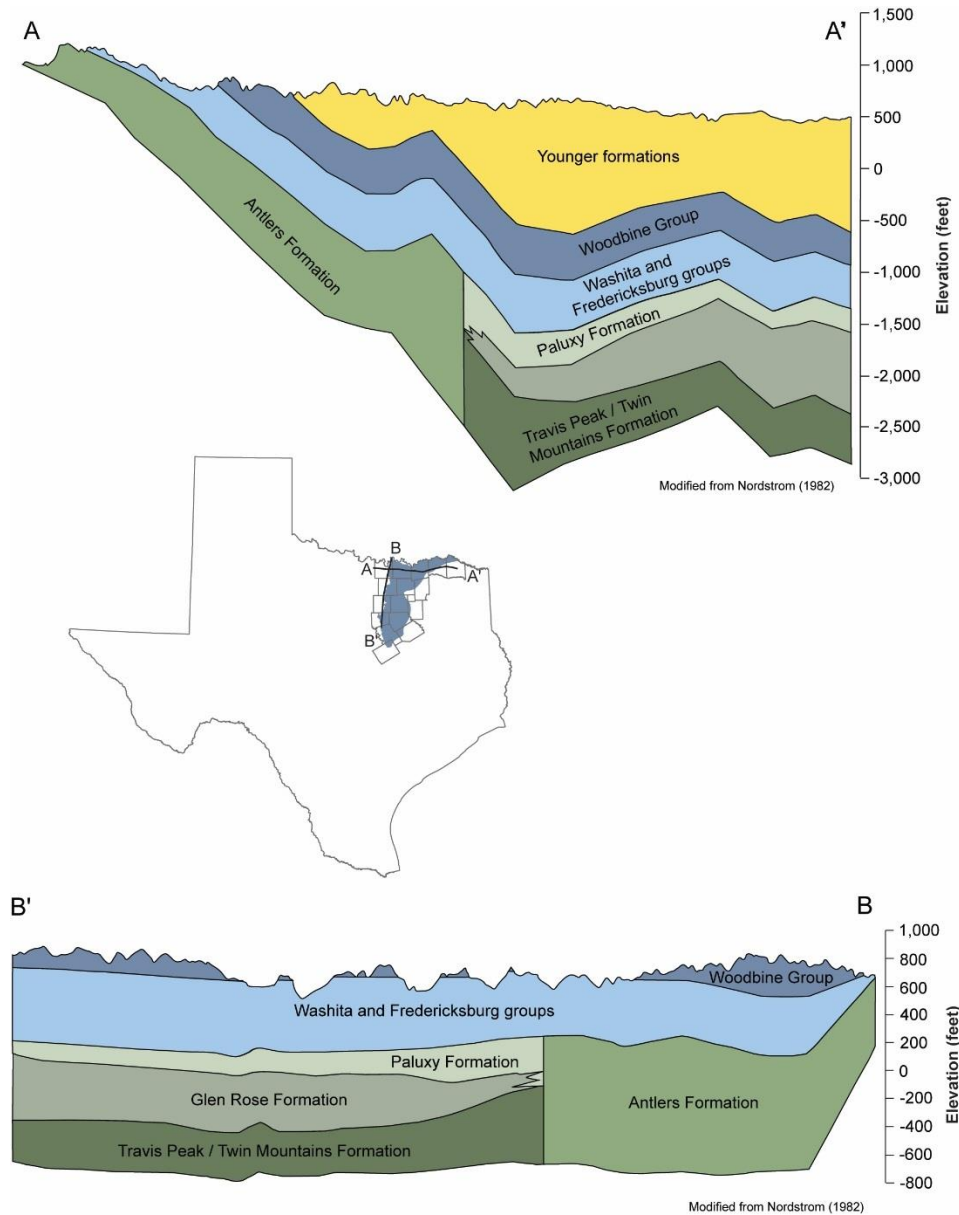 A
A'
1,500
1,000
500
0
-500
-1,000
-1,500
-2,000
-2,500
-3,000
Elevation (feet)
Younger formations
Woodbine Group
Washita and
Fredericksburg groups
Antlers Formation
Paluxy Formation
Travis Peak / Twin
Mountains Formation
Modified from Nordstrom (1982)
B
A
A'
B'
B'
B
1,000
800
600
400
200
0
-200
-400
-600
-800
Elevation (feet)
Woodbine Group
Washita and Fredericksburg groups
Paluxy Formation
Glen Rose Formation
Antlers Formation
Travis Peak / Twin Mountains Formation
Modified from Nordstrom (1982)